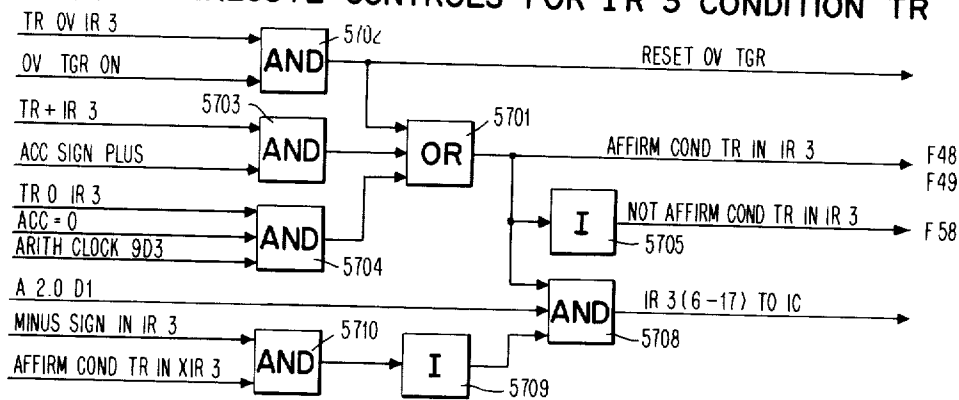 CONTROLS FOR IR 3 CONDITION TR
TR OV IR 3
OV TGR ON
AND
5702
RESET OV TGR
TR + IR 3
ACC SIGN PLUS
5703
AND
OR
5701
AFFIRM COND TR IN IR 3
F48
F49
TR O IR 3
ACC = O
ARITH CLOCK 9D3
AND
5704
I
5705
NOT AFFIRM COND TR IN IR 3
F 58
A 2.0 D1
MINUS SIGN IN IR 3
AFFIRM COND TR IN XIR 3
AND
5710
I
5709
AND
5708
IR 3 (6-17) TO IC